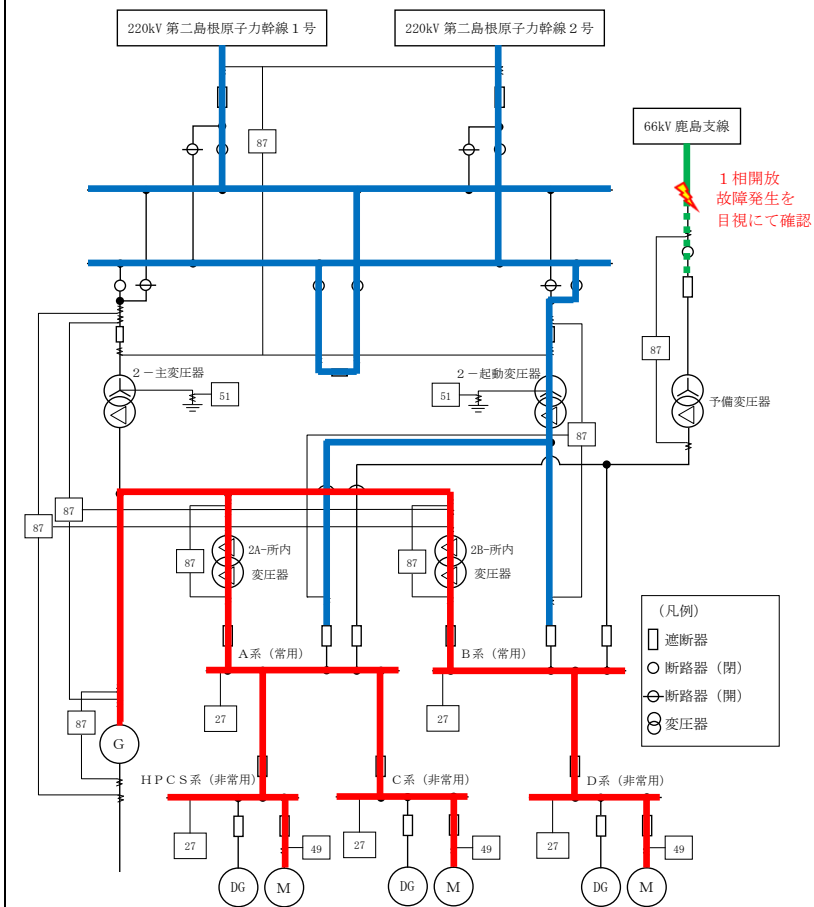 220kV 第二島根原子力幹線１号
220kV 第二島根原子力幹線２号
66kV 鹿島支線
87
１相開放
故障発生を
目視にて確認
87
２－主変圧器
51
２－起動変圧器
51
予備変圧器
87
87
87
87
2A-所内
変圧器
87
2B-所内
変圧器
87
（凡例）
遮断器
断路器（閉）
断路器（開）
変圧器
Ａ系（常用）
Ｂ系（常用）
27
27
G
ＨＰＣＳ系（非常用）
Ｃ系（非常用）
Ｄ系（非常用）
27
49
27
49
27
49
DG
M
DG
M
DG
M